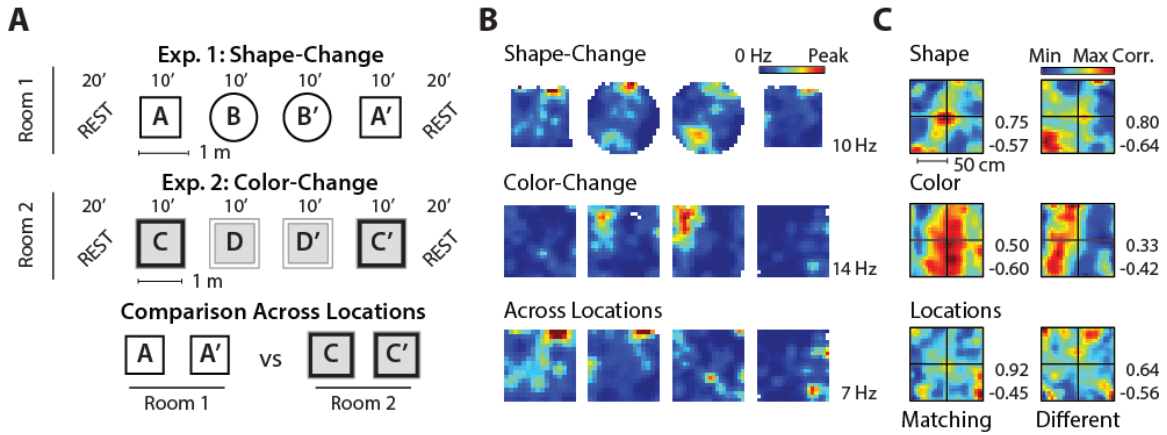 A
Exp. 1: Shape-Change
Room 1
20’ 10’ 10’ 10’ 10’ 20’
REST A B B’ A’ REST
1 m
Exp. 2: Color-Change
Room 2
20’ 10’ 10’ 10’ 10’ 20’
REST C D D’ C’ REST
1 m
Comparison Across Locations
A A’ vs C C’
Room 1 Room 2
B
Shape-Change
0 Hz Peak
10 Hz
Color-Change
14 Hz
Across Locations
7 Hz
C
Shape
Min Max Corr.
0.75 0.80
-0.57 -0.64
50 cm
Color
0.50 0.33
-0.60 -0.42
Locations
0.92 0.64
-0.45 -0.56
Matching Different